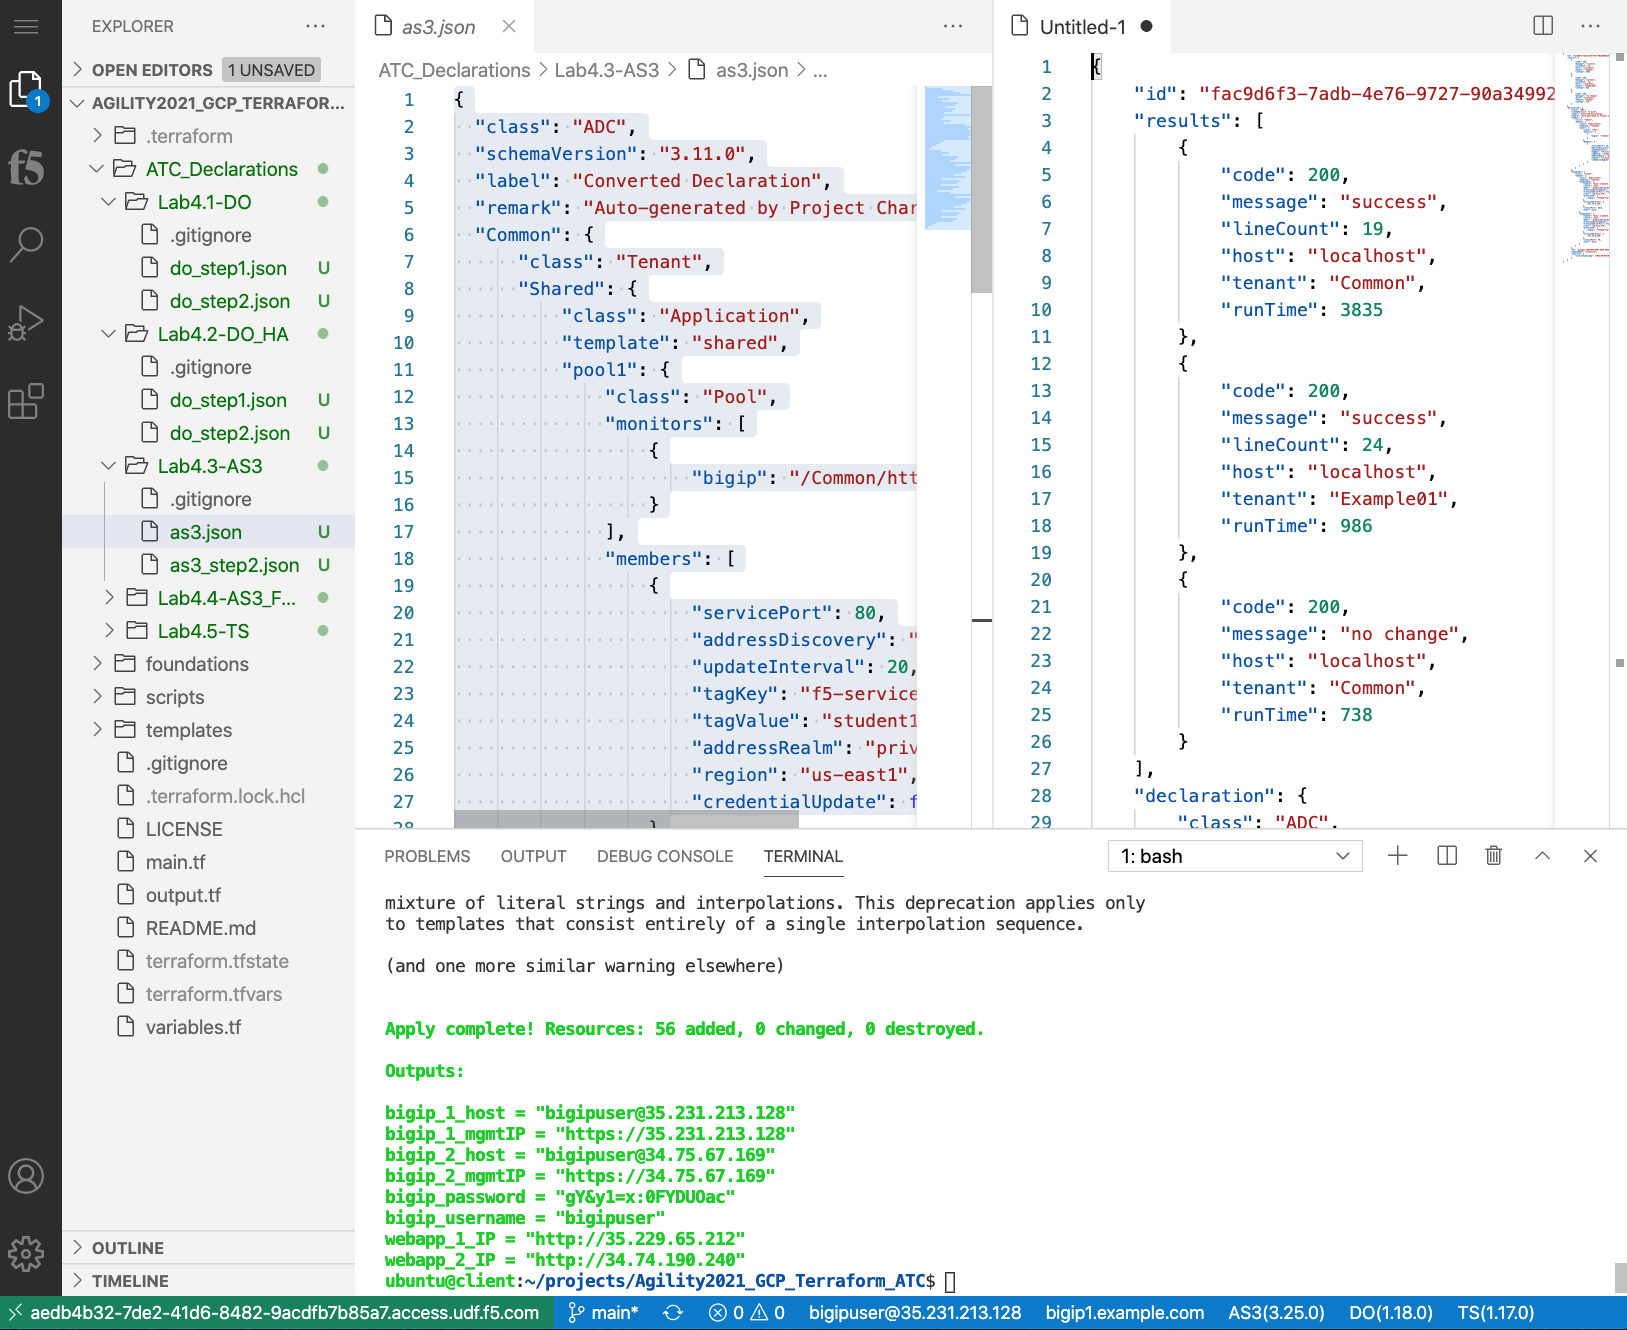 EXPLORER
OPEN EDITORS 1 UNSAVED
AGILITY2021_GCP_TERRAFOR...
.terraform
ATC_Declarations
Lab4.1-DO
.gitignore
do_step1.json U
do_step2.json U
Lab4.2-DO_HA
.gitignore
do_step1.json U
do_step2.json U
Lab4.3-AS3
.gitignore
as3.json U
as3_step2.json U
Lab4.4-AS3_F...
Lab4.5-TS
foundations
scripts
templates
.gitignore
.terraform.lock.hcl
LICENSE
main.tf
output.tf
README.md
terraform.tfstate
terraform.tfvars
variables.tf
OUTLINE
TIMELINE
1
f5
as3.json
ATC_Declarations > Lab4.3-AS3 > as3.json > ...
1 {
2 "class": "ADC",
3 "schemaVersion": "3.11.0",
4 "label": "Converted Declaration",
5 "remark": "Auto-generated by Project Char
6 "Common": {
7 "class": "Tenant",
8 "Shared": {
9 "class": "Application",
10 "template": "shared",
11 "pool1": {
12 "class": "Pool",
13 "monitors": [
14 {
15 "bigip": "/Common/htt
16 }
17 ],
18 "members": [
19 {
20 "servicePort": 80,
21 "addressDiscovery": "
22 "updateInterval": 20,
23 "tagKey": "f5-service
24 "tagValue": "student1
25 "addressRealm": "priv
26 "region": "us-east1",
27 "credentialUpdate": f
28 }
Untitled-1
1 {
2 "id": "fac9d6f3-7adb-4e76-9727-90a34992
3 "results": [
4 {
5 "code": 200,
6 "message": "success",
7 "lineCount": 19,
8 "host": "localhost",
9 "tenant": "Common",
10 "runTime": 3835
11 },
12 {
13 "code": 200,
14 "message": "success",
15 "lineCount": 24,
16 "host": "localhost",
17 "tenant": "Example01",
18 "runTime": 986
19 },
20 {
21 "code": 200,
22 "message": "no change",
23 "host": "localhost",
24 "tenant": "Common",
25 "runTime": 738
26 }
27 ],
28 "declaration": {
29 "class": "ADC",
PROBLEMS OUTPUT DEBUG CONSOLE TERMINAL 1: bash
mixture of literal strings and interpolations. This deprecation applies only
to templates that consist entirely of a single interpolation sequence.
(and one more similar warning elsewhere)
Apply complete! Resources: 56 added, 0 changed, 0 destroyed.
Outputs:
bigip_1_host = "bigipuser@35.231.213.128"
bigip_1_mgmtIP = "https://35.231.213.128"
bigip_2_host = "bigipuser@34.75.67.169"
bigip_2_mgmtIP = "https://34.75.67.169"
bigip_password = "gY&y1=x:0FYDUOac"
bigip_username = "bigipuser"
webapp_1_IP = "http://35.229.65.212"
webapp_2_IP = "http://34.74.190.240"
ubuntu@client:~/projects/Agility2021_GCP_Terraform_ATC$
aedb4b32-7de2-41d6-8482-9acdfb7b85a7.access.udf.f5.com main* 0 0 bigipuser@35.231.213.128 bigip1.example.com AS3(3.25.0) DO(1.18.0) TS(1.17.0)